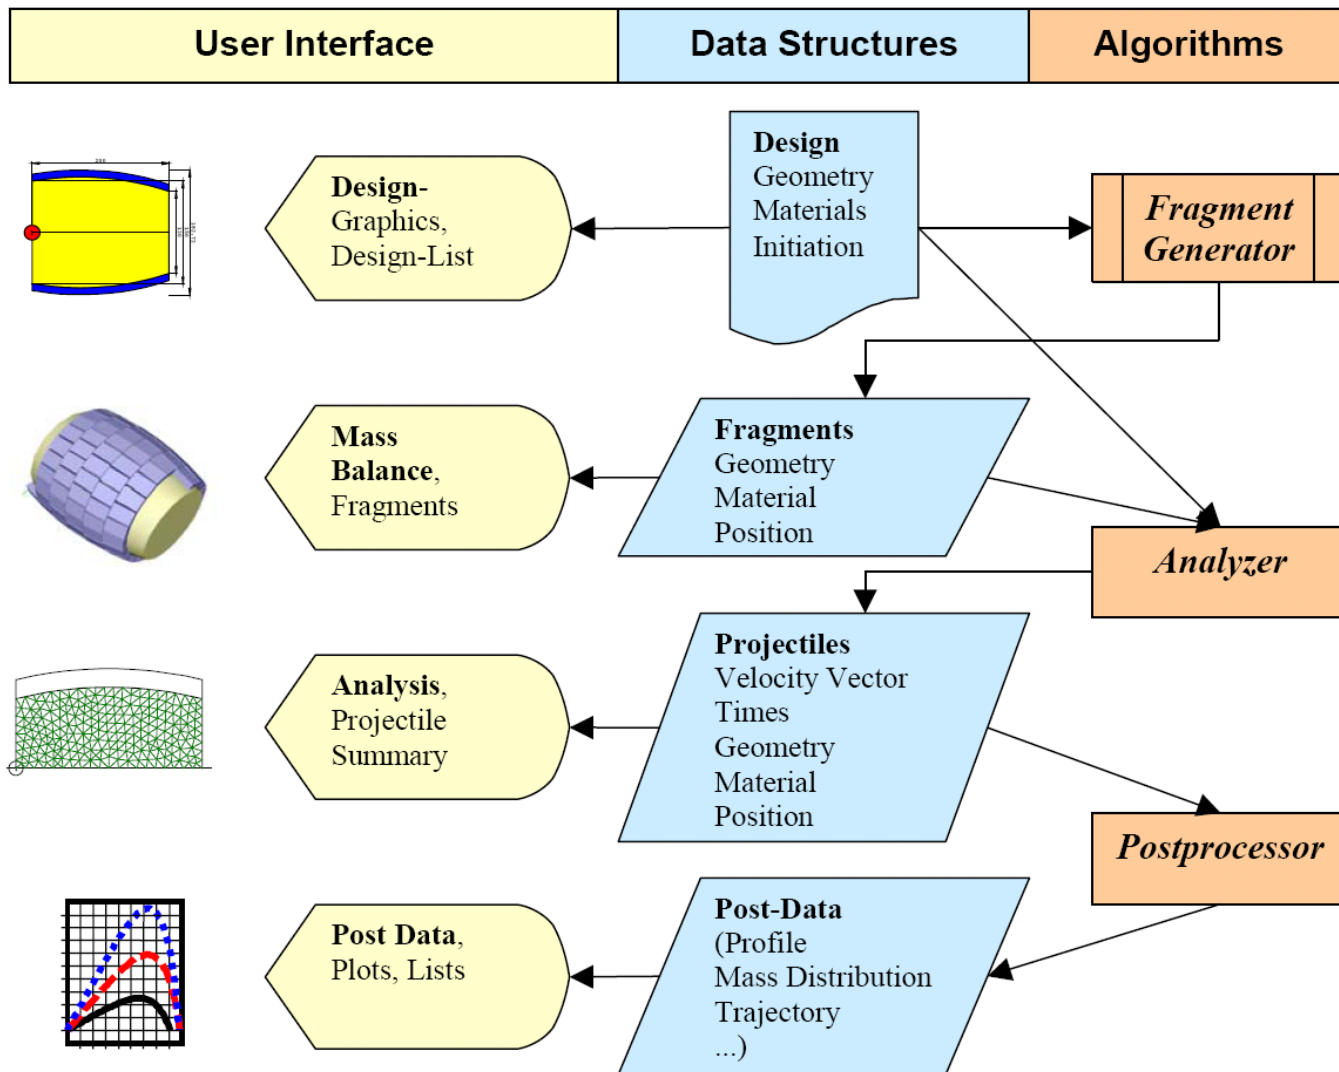 User Interface
Data Structures
Algorithms
200
Design-
Graphics,
Design-List
Design
Geometry
Materials
Initiation
Fragment
Generator
Mass
Balance,
Fragments
Fragments
Geometry
Material
Position
Analyzer
Analysis,
Projectile
Summary
Projectiles
Velocity Vector
Times
Geometry
Material
Position
Postprocessor
Post Data,
Plots, Lists
Post-Data
(Profile
Mass Distribution
Trajectory
...)